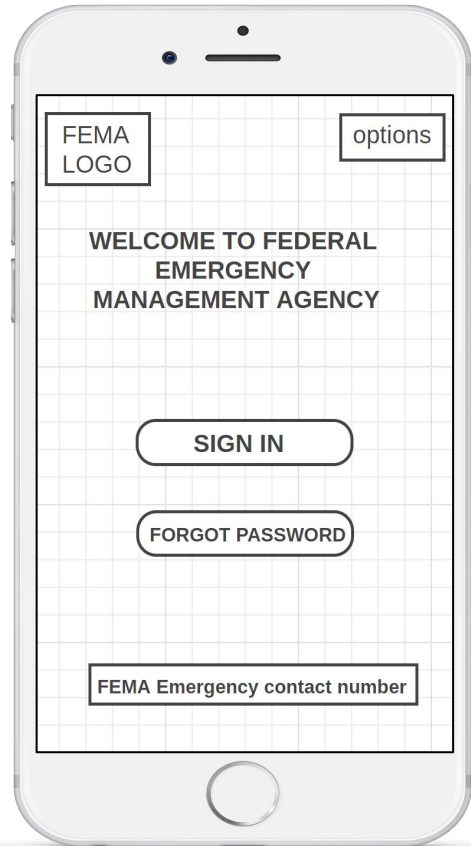 FEMA
LOGO
options
WELCOME TO FEDERAL
EMERGENCY
MANAGEMENT AGENCY
SIGN IN
FORGOT PASSWORD
FEMA Emergency contact number